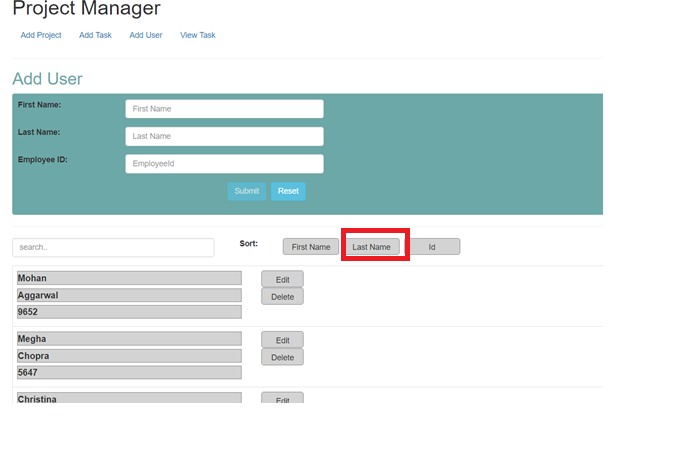 Project Manager
Add Project Add Task Add User View Task
Add User
First Name: First Name
Last Name: Last Name
Employee ID: EmployeeId
Submit Reset
search.. Sort: First Name Last Name Id
Mohan Edit
Aggarwal Delete
9652
Megha Edit
Chopra Delete
5647
Christina Edit